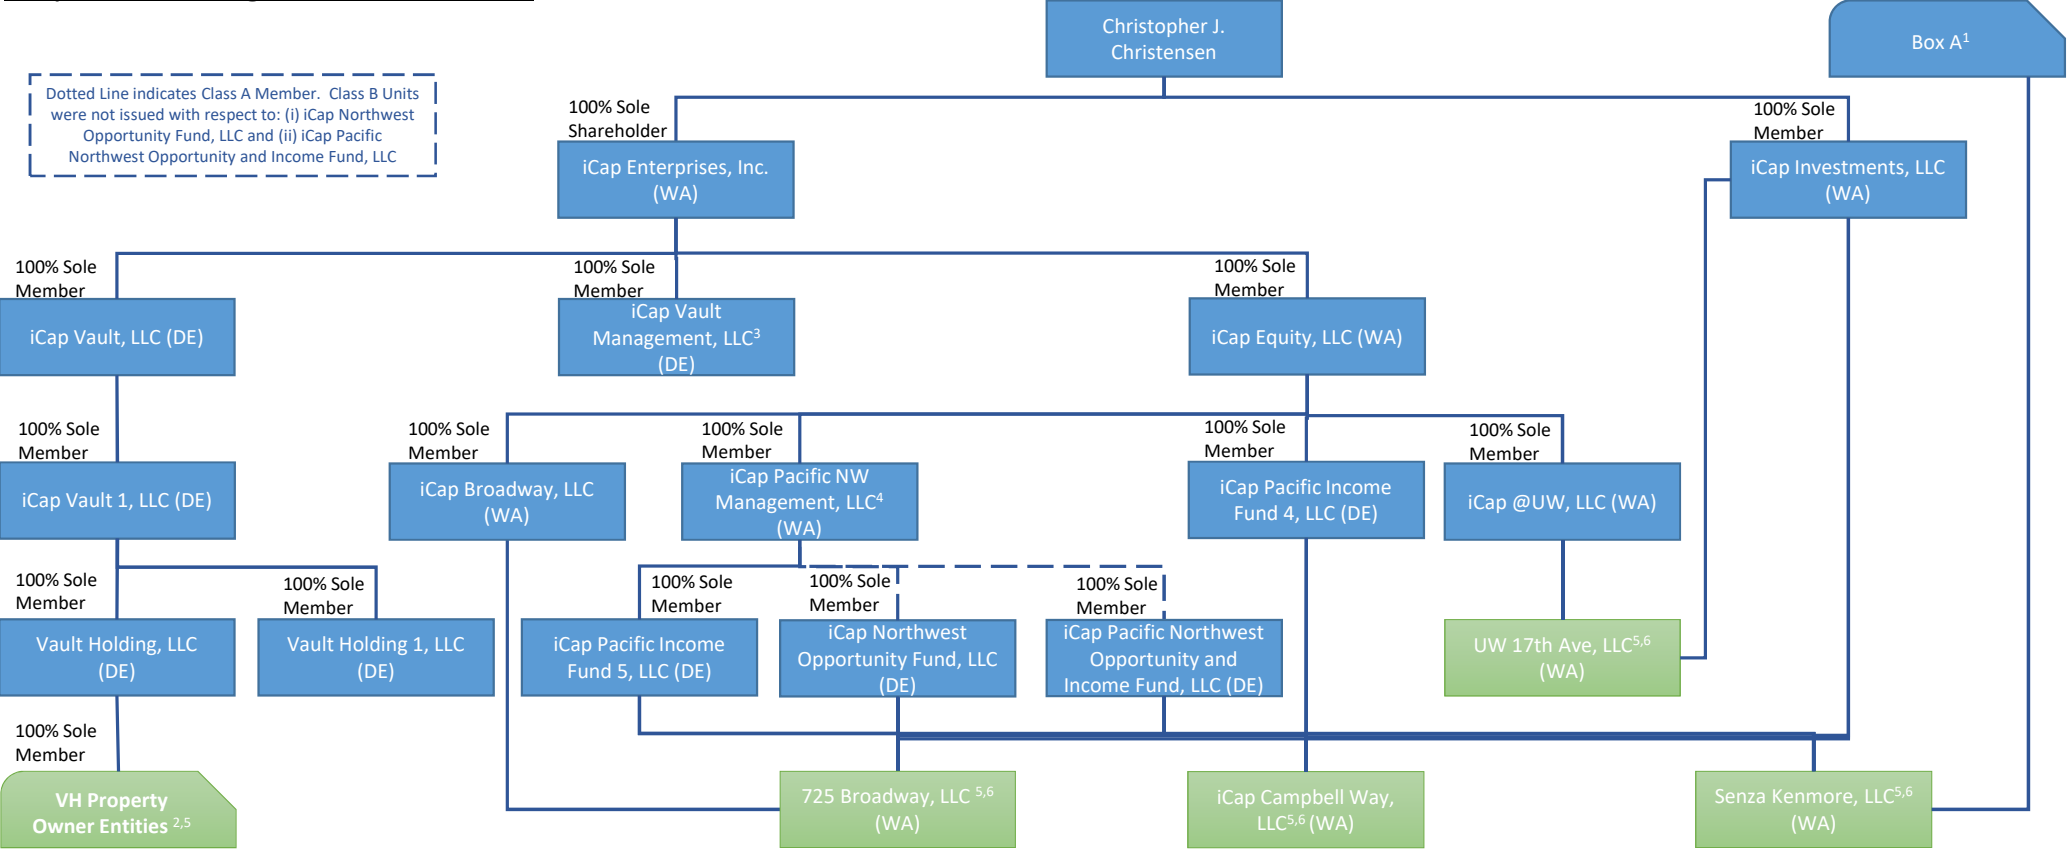 Christopher J.
Christensen
Box A1
Dotted Line indicates Class A Member. Class B Units
were not issued with respect to: (i) iCap Northwest
Opportunity Fund, LLC and (ii) iCap Pacific
Northwest Opportunity and Income Fund, LLC
100% Sole
Shareholder
100% Sole
Member
iCap Enterprises, Inc.
(WA)
iCap Investments, LLC
(WA)
100% Sole
Member
100% Sole
Member
100% Sole
Member
iCap Vault, LLC (DE)
iCap Vault
Management, LLC3
(DE)
iCap Equity, LLC (WA)
100% Sole
Member
100% Sole
Member
100% Sole
Member
100% Sole
Member
100% Sole
Member
iCap Vault 1, LLC (DE)
iCap Broadway, LLC
(WA)
iCap Pacific NW
Management, LLC4
(WA)
iCap Pacific Income
Fund 4, LLC (DE)
iCap @UW, LLC (WA)
100% Sole
Member
100% Sole
Member
100% Sole
Member
100% Sole
Member
100% Sole
Member
Vault Holding, LLC
(DE)
Vault Holding 1, LLC
(DE)
iCap Pacific Income
Fund 5, LLC (DE)
iCap Northwest
Opportunity Fund, LLC
(DE)
iCap Pacific Northwest
Opportunity and
Income Fund, LLC (DE)
UW 17th Ave, LLC5,6
(WA)
100% Sole
Member
VH Property
Owner Entities 2,5
725 Broadway, LLC 5,6
(WA)
iCap Campbell Way,
LLC5,6 (WA)
Senza Kenmore, LLC5,6
(WA)